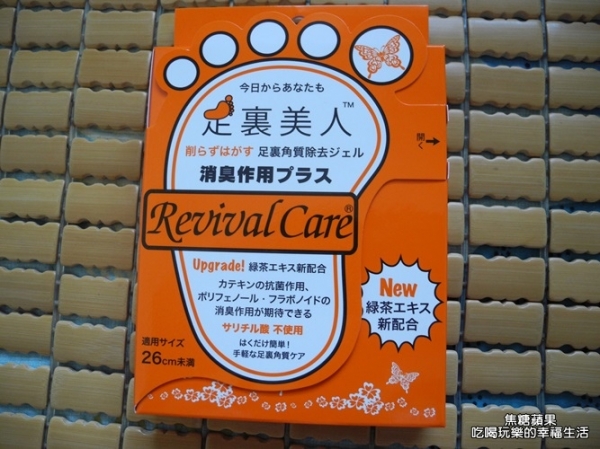 今日からあなたも
足裏美人™
削らずはがす 足裏角質除去ジェル
消臭作用プラス
Revival Care®
開く
Upgrade! 緑茶エキス新配合
カテキンの抗菌作用、
ポリフェノール・フラボノイドの
消臭作用が期待できる
サリチル酸 不使用
はくだけ簡単!
手軽な足裏角質ケア
適用サイズ
26cm未満
New
緑茶エキス
新配合
焦糖蘋果
吃喝玩樂的幸福生活